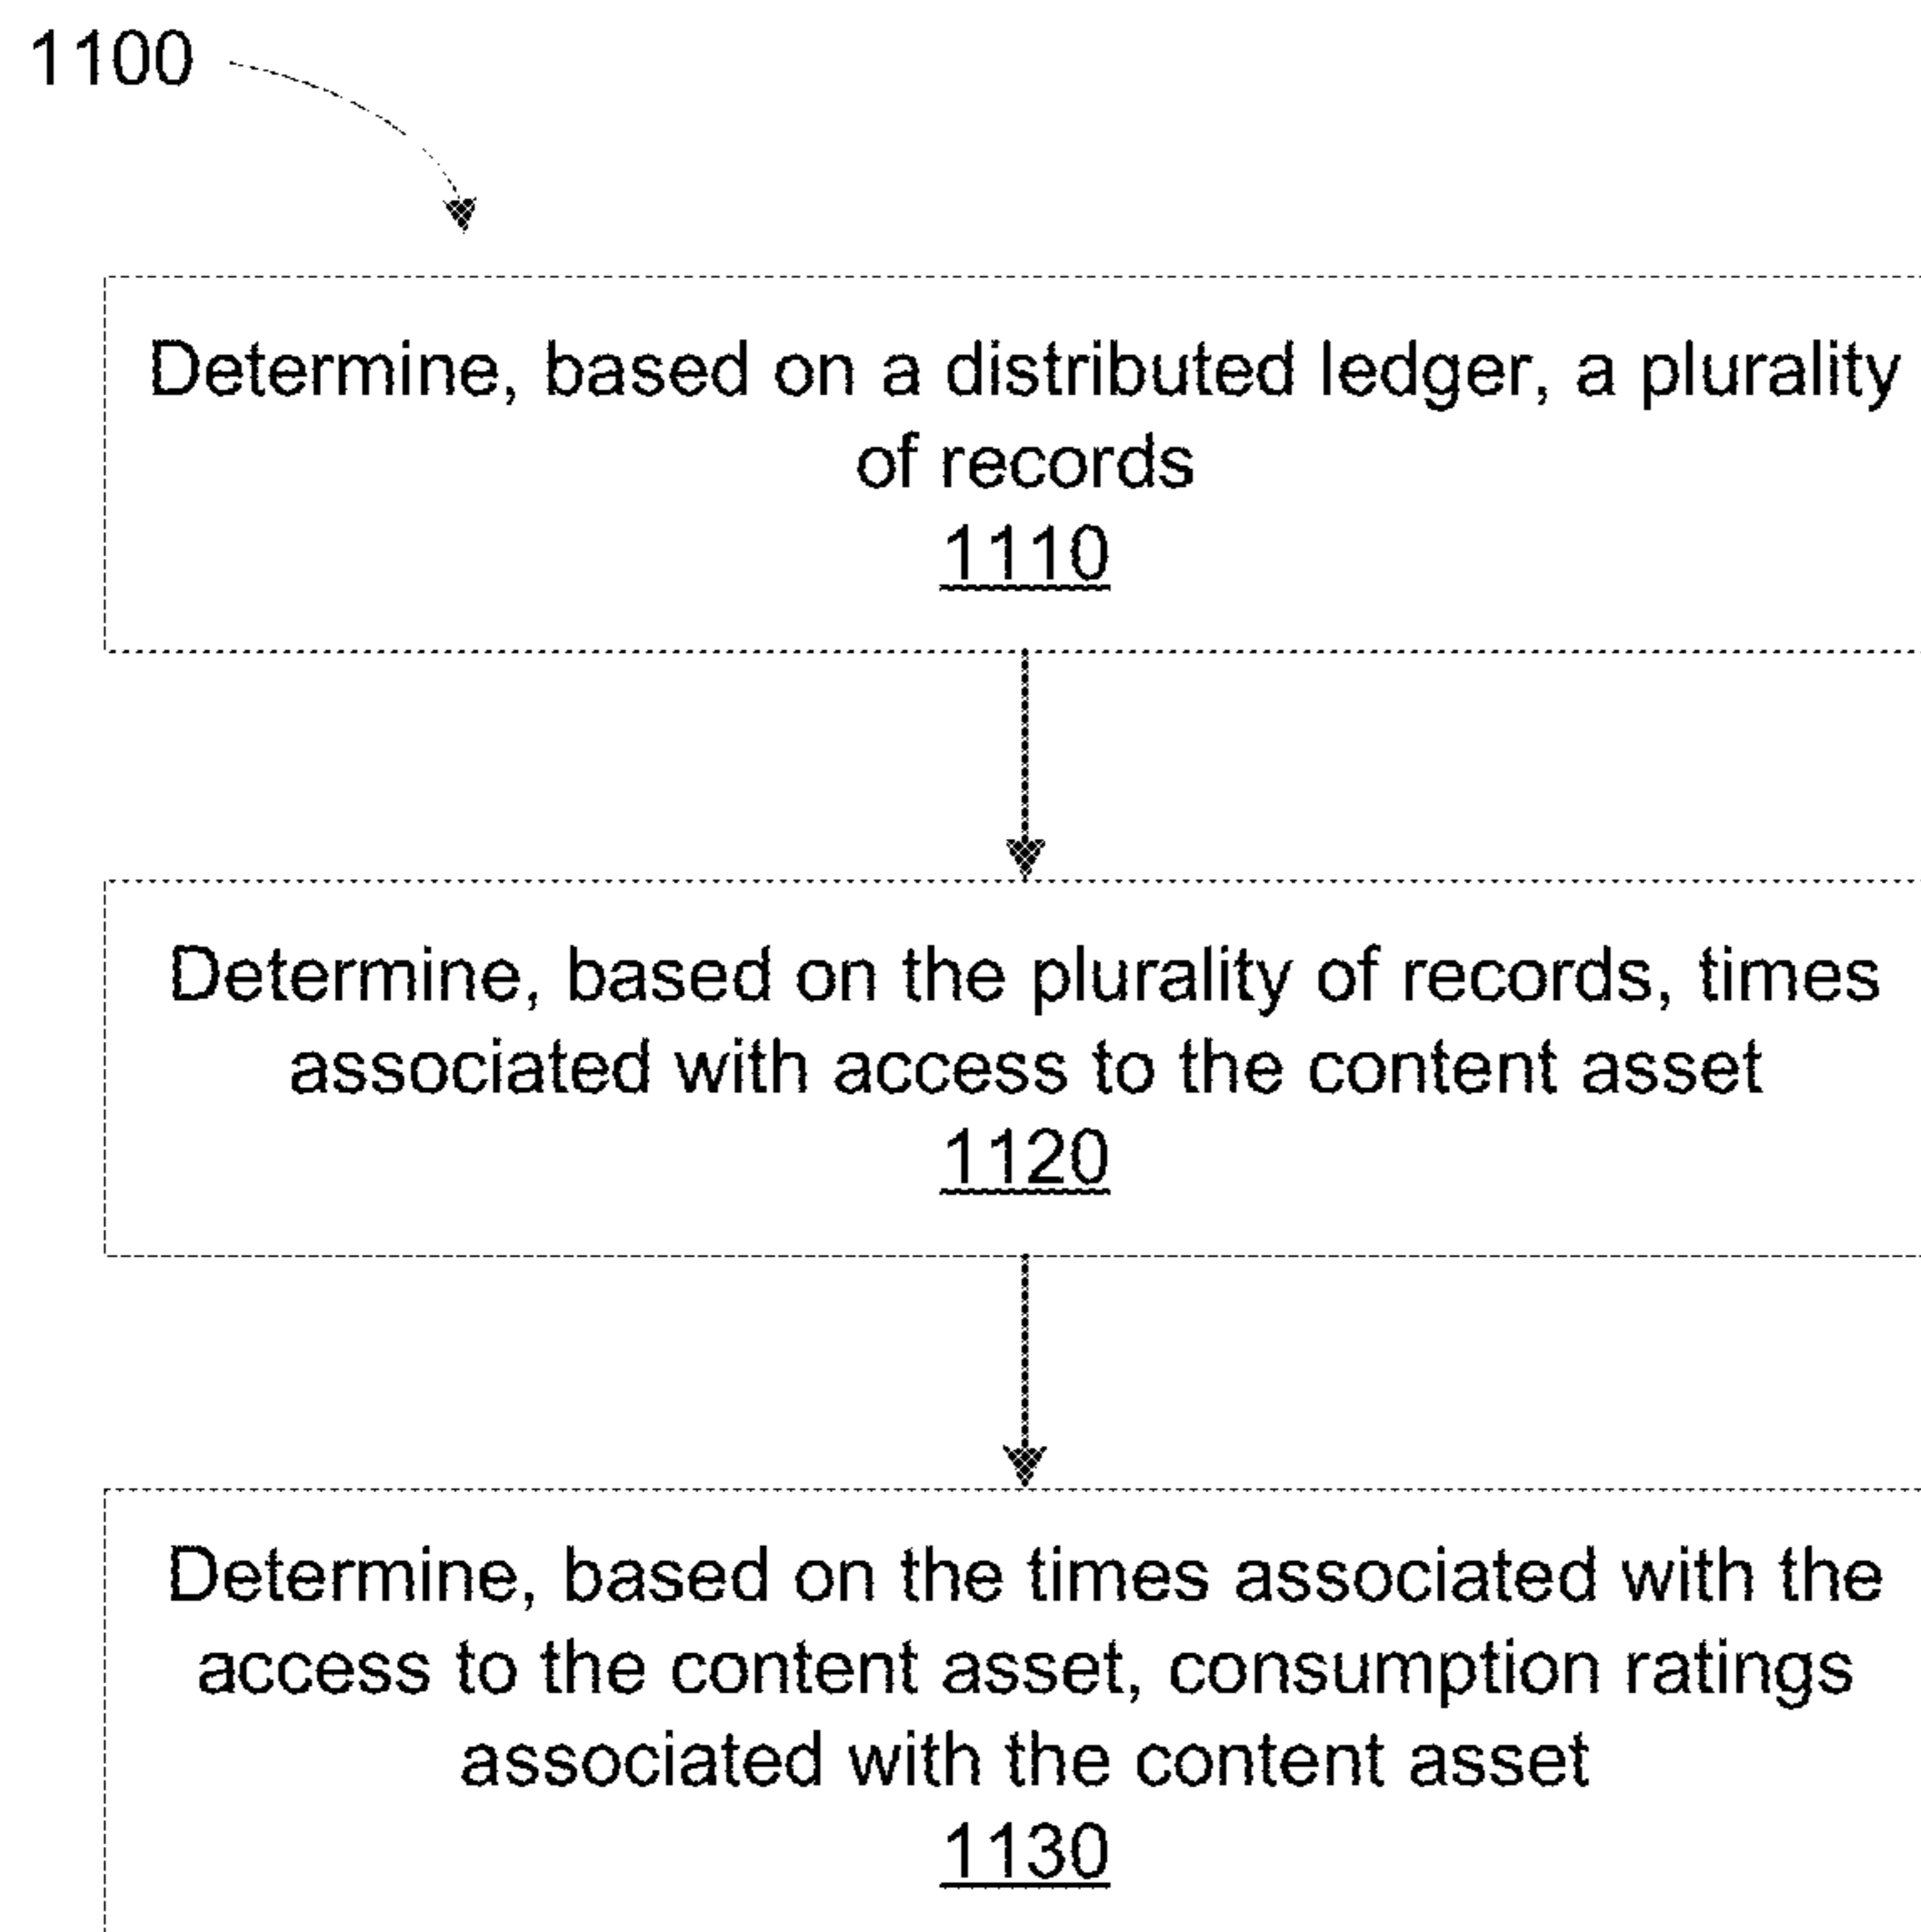 1100
Determine, based on a distributed ledger, a plurality
of records
1110
Determine, based on the plurality of records, times
associated with access to the content asset
1120
Determine, based on the times associated with the
access to the content asset, consumption ratings
associated with the content asset
1130